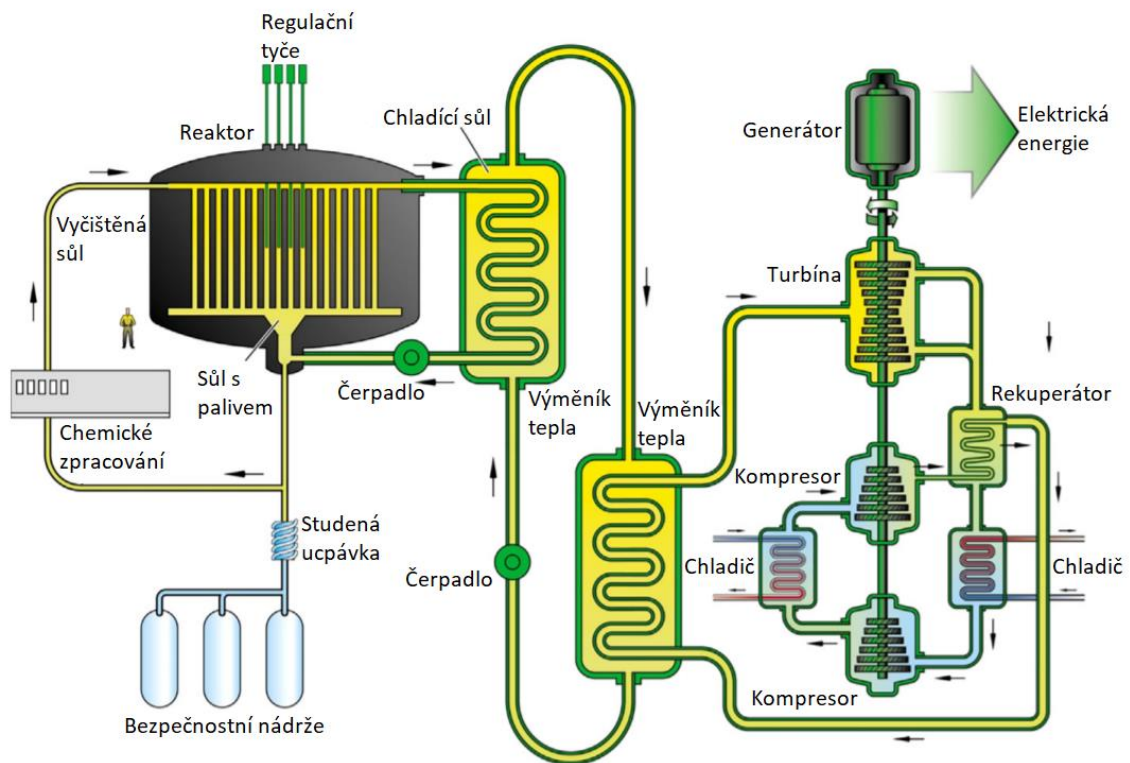 Regulační
tyče
Reaktor
Chladící sůl
Generátor
Elektrická
energie
Vyčištěná
sůl
Turbína
Sůl s
palivem
Čerpadlo
Výměník
tepla
Výměník
tepla
Rekuperátor
Chemické
zpracování
Kompresor
Studená
ucpávka
Čerpadlo
Chladič
Chladič
Kompresor
Bezpečnostní nádrže